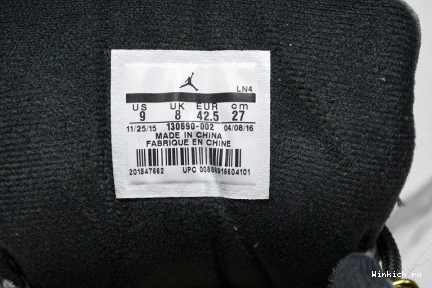 LN4
US UK EUR cm
9 8 42.5 27
11/25/15 130690-002 04/08/16
MADE IN CHINA
FABRIQUE EN CHINE
201847662 UPC 00888916604101
Winkicks.ru